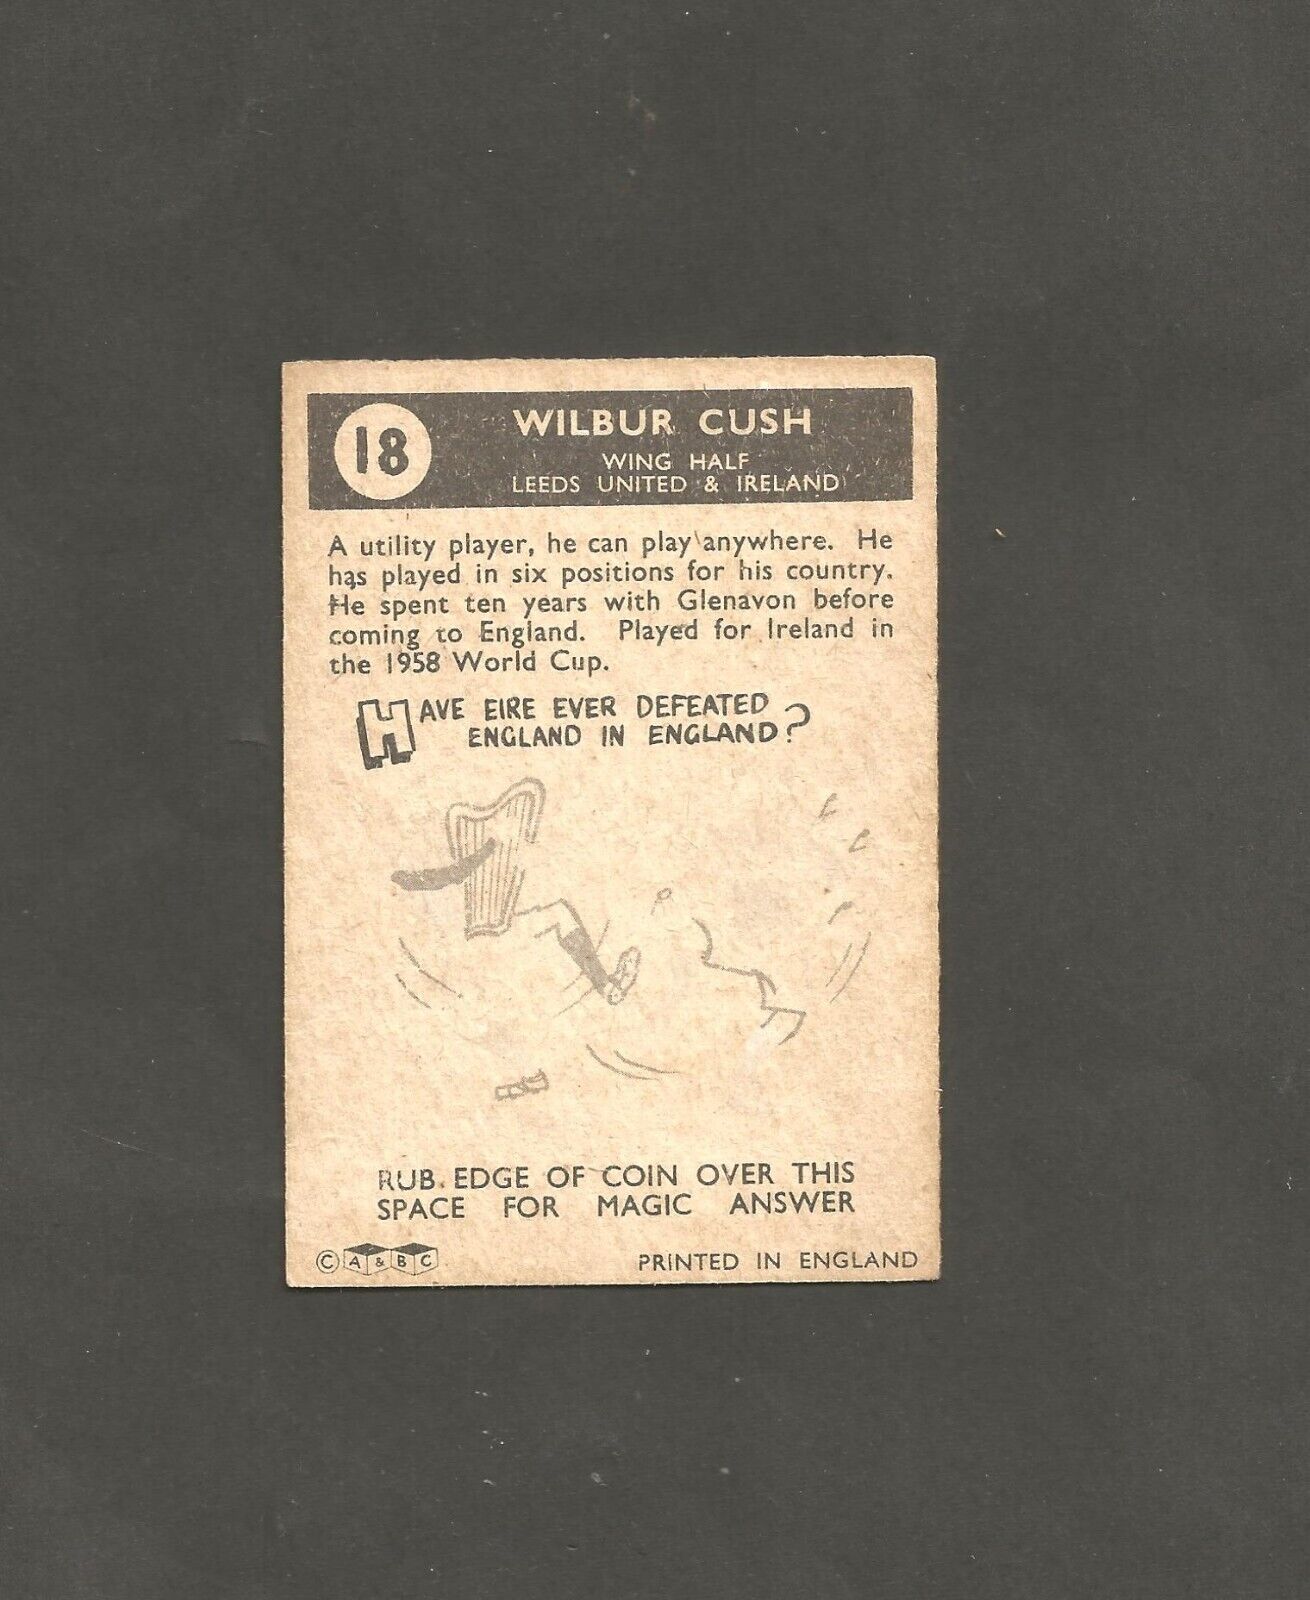 18
WILBUR CUSH
WING HALF
LEEDS UNITED & IRELAND
A utility player, he can play anywhere. He
has played in six positions for his country.
He spent ten years with Glenavon before
coming to England. Played for Ireland in
the 1958 World Cup.
HAVE EIRE EVER DEFEATED
ENGLAND IN ENGLAND?
RUB EDGE OF COIN OVER THIS
SPACE FOR MAGIC ANSWER
© A & B C PRINTED IN ENGLAND